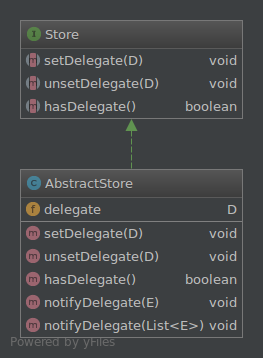 I Store
m setDelegate(D) void
m unsetDelegate(D) void
m hasDelegate() boolean
C AbstractStore
f delegate D
m setDelegate(D) void
m unsetDelegate(D) void
m hasDelegate() boolean
m notifyDelegate(E) void
m notifyDelegate(List<E>) void
Powered by yFiles